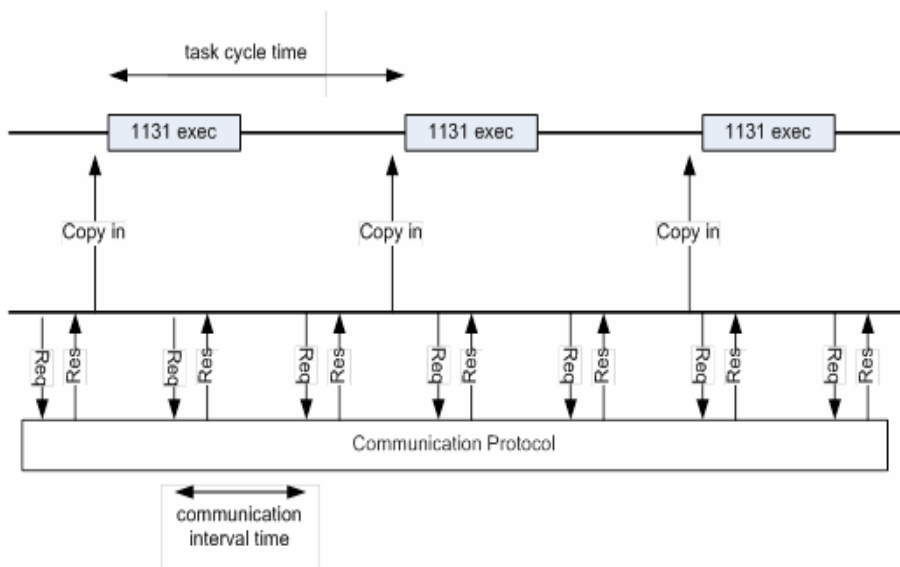 task cycle time
1131 exec
1131 exec
1131 exec
Copy in
Copy in
Copy in
Req
Res
Req
Res
Req
Res
Req
Res
Req
Res
Req
Res
Req
Res
Communication Protocol
communication
interval time